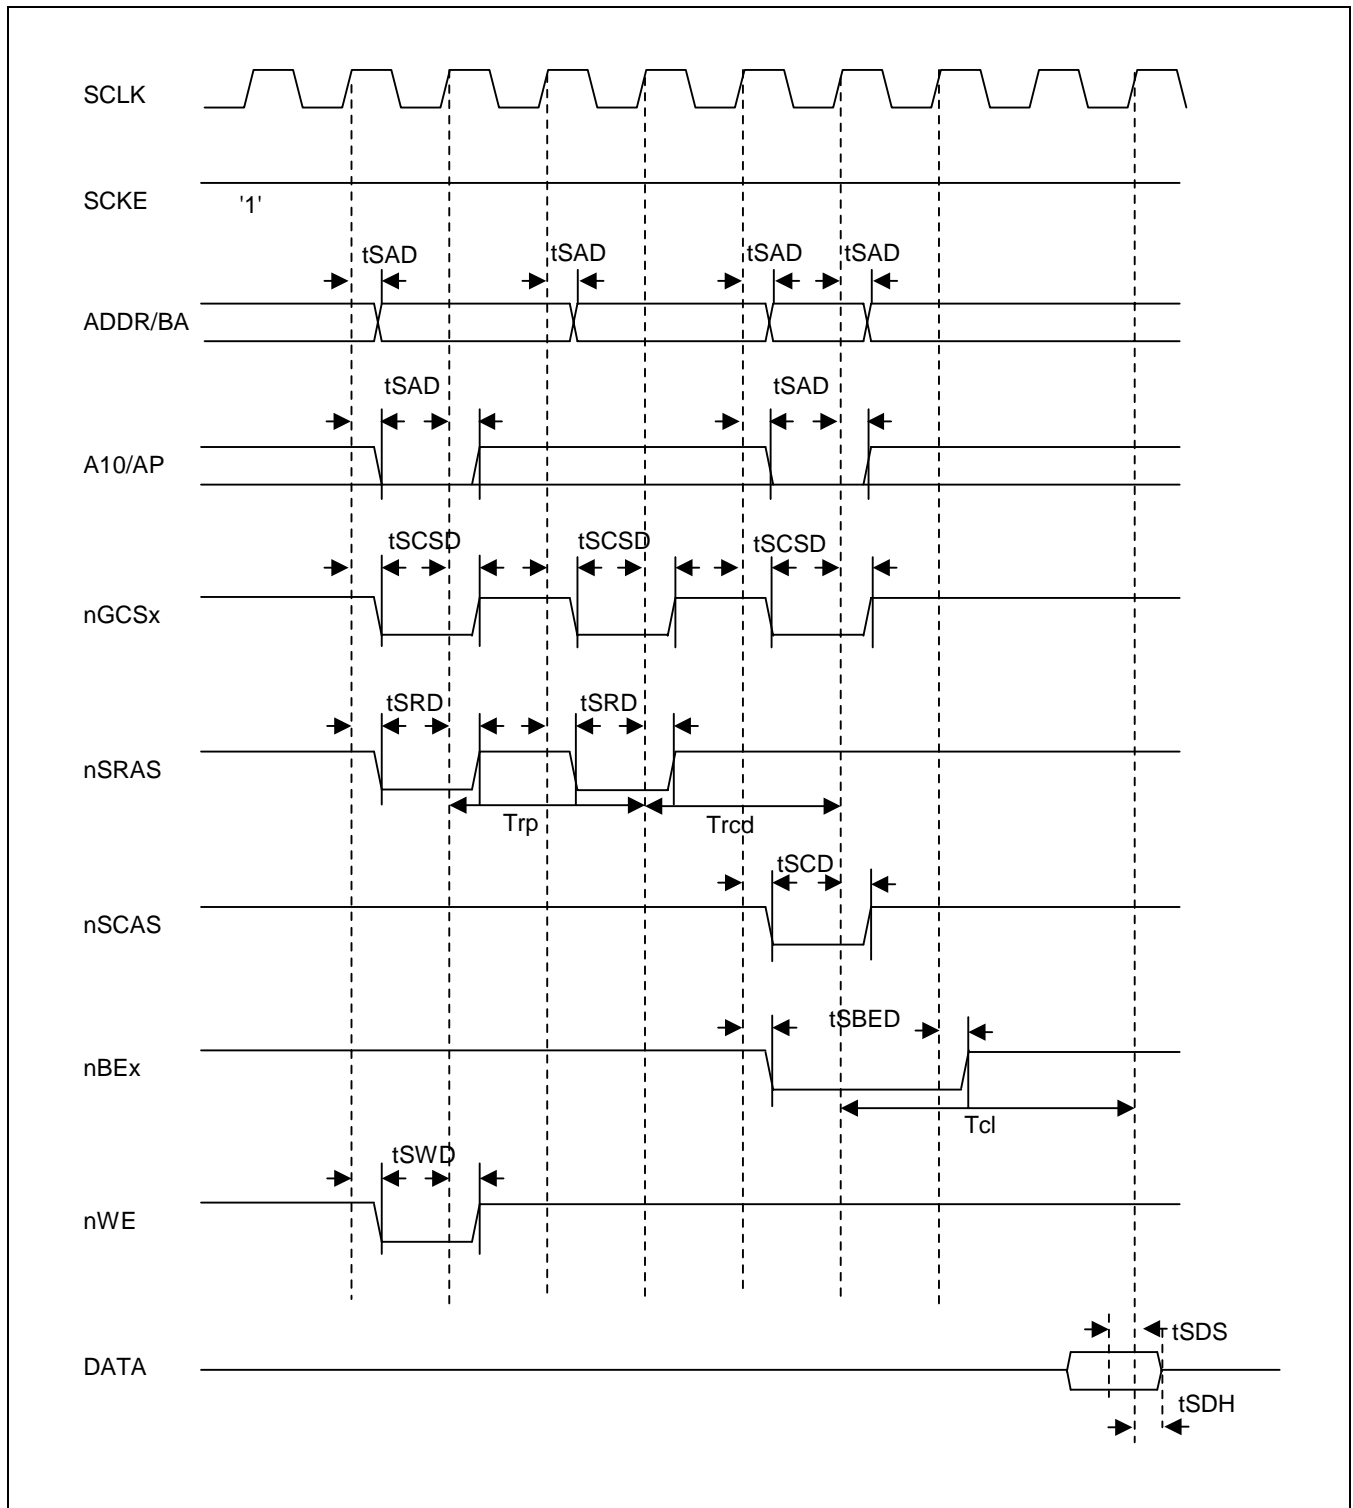 SCLK
SCKE
'1'
tSAD
tSAD
tSAD
tSAD
ADDR/BA
tSAD
tSAD
A10/AP
tSCSD
tSCSD
tSCSD
nGCSx
tSRD
tSRD
nSRAS
Trp
Trcd
tSCD
nSCAS
tSBED
nBEx
Tcl
tSWD
nWE
tSDS
DATA
tSDH